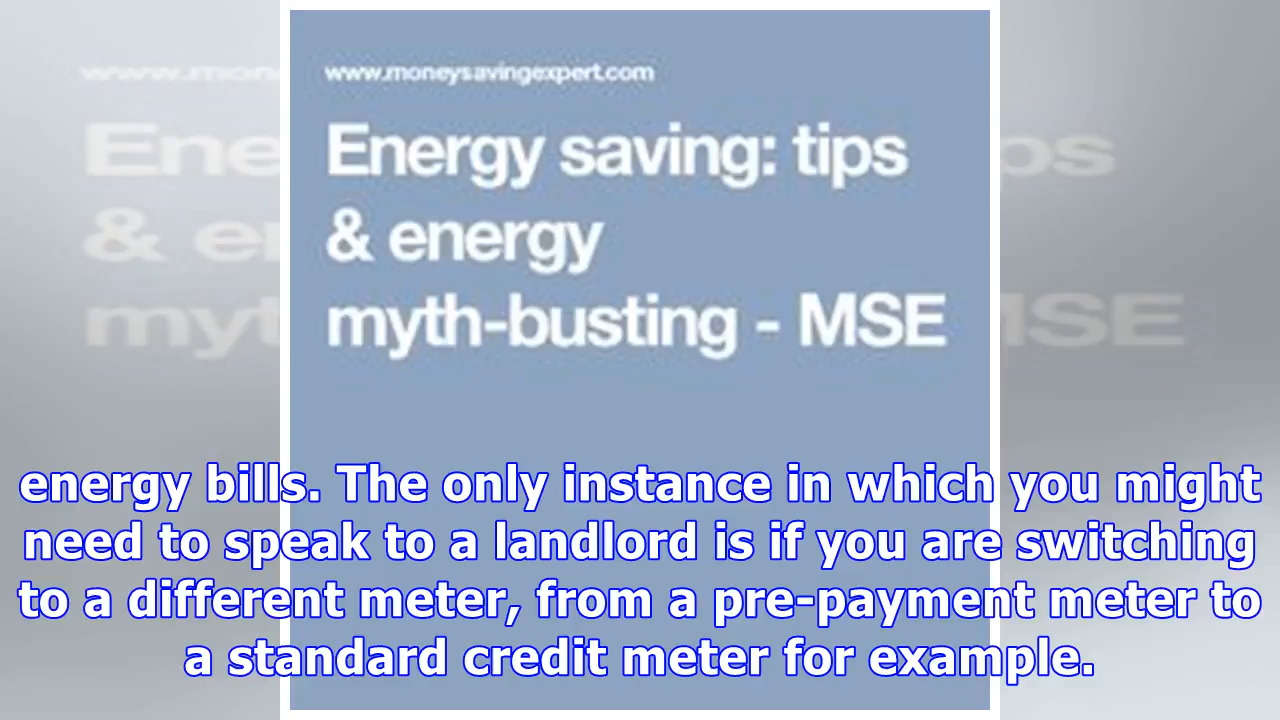 www.moneysavingexpert.com
Energy saving: tips
& energy
myth-busting - MSE
energy bills. The only instance in which you might
need to speak to a landlord is if you are switching
to a different meter, from a pre-payment meter to
a standard credit meter for example.